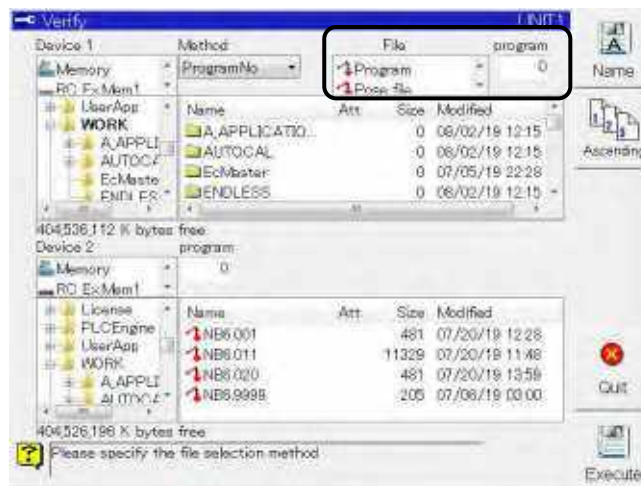 Verify UNIT1
Device 1 Method File program
Memory ProgramNo Program 0
RC ExMem1 Pose file
UserApp Name Att Size Modified
WORK A_APPLICATIO... 0 08/02/19 12:15
A_APPLI AUTOCAL 0 08/02/19 12:15
AUTOCA EcMaster 0 07/05/19 22:28
EcMaste ENDLESS 0 08/02/19 12:15
ENDLES
404,536,112 K bytes free
Device 2 program
Memory 0
RC ExMem1
License Name Att Size Modified
PLCEngine NB6.001 481 07/20/19 12:28
UserApp NB6.011 11329 07/20/19 11:48
WORK NB6.020 481 07/20/19 13:59
A_APPLI NB6.9999 205 07/06/19 03:00
AUTOCA
404,526,196 K bytes free
Please specify the file selection method
Name
Ascending
Quit
Execute